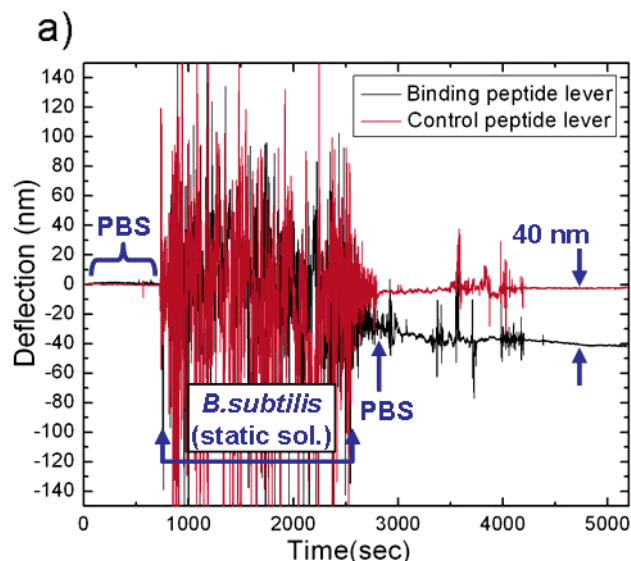 a)
140
120
100
80
60
40
20
0
-20
-40
-60
-80
-100
-120
-140
Deflection (nm)
Binding peptide lever
Control peptide lever
PBS
40 nm
B.subtilis
(static sol.)
PBS
0
1000
2000
3000
4000
5000
Time(sec)